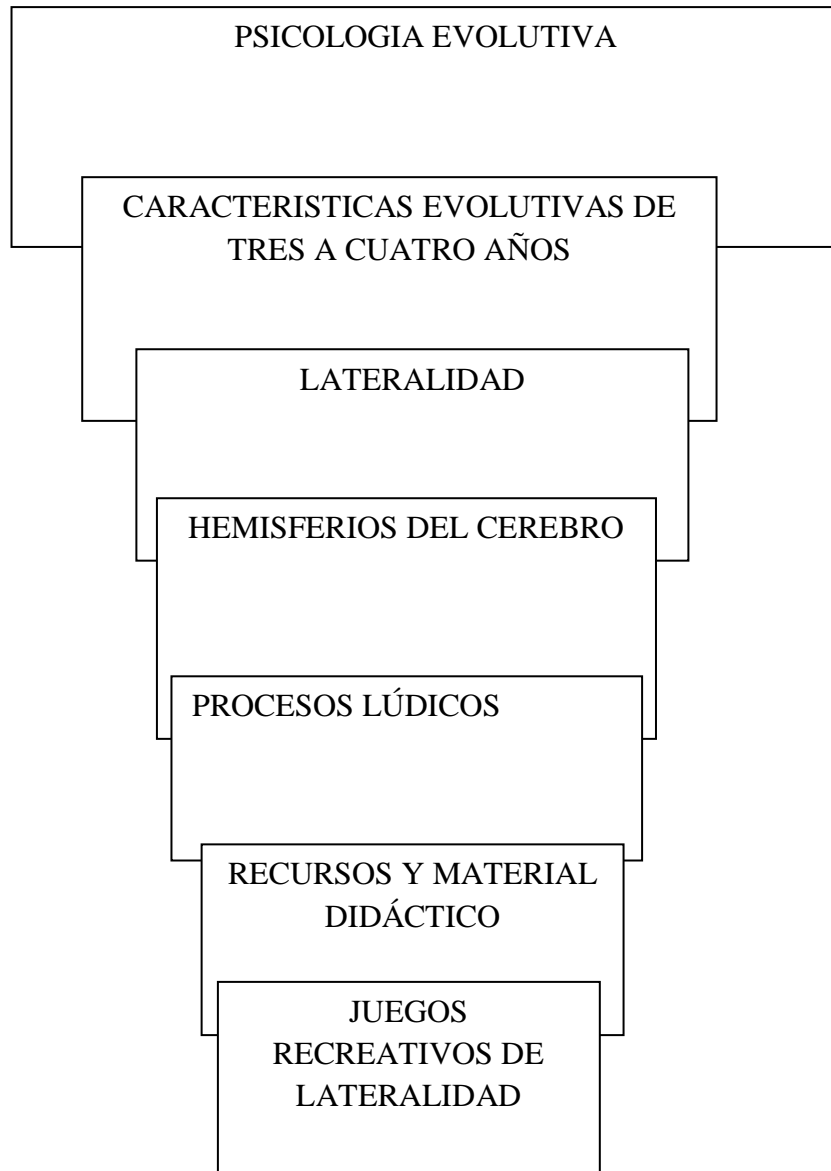 PSICOLOGIA EVOLUTIVA
CARACTERISTICAS EVOLUTIVAS DE
TRES A CUATRO AÑOS
LATERALIDAD
HEMISFERIOS DEL CEREBRO
PROCESOS LÚDICOS
RECURSOS Y MATERIAL
DIDÁCTICO
JUEGOS
RECREATIVOS DE
LATERALIDAD